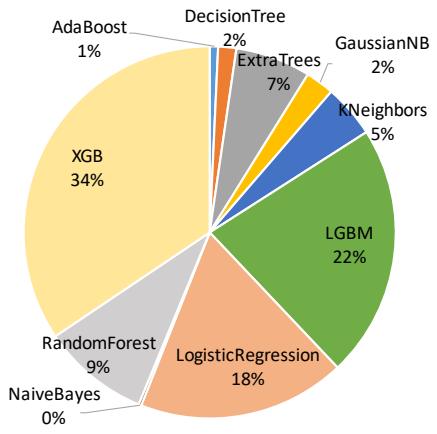 AdaBoost
1%
DecisionTree
2%
ExtraTrees
7%
GaussianNB
2%
KNeighbors
5%
LGBM
22%
LogisticRegression
18%
NaiveBayes
0%
RandomForest
9%
XGB
34%